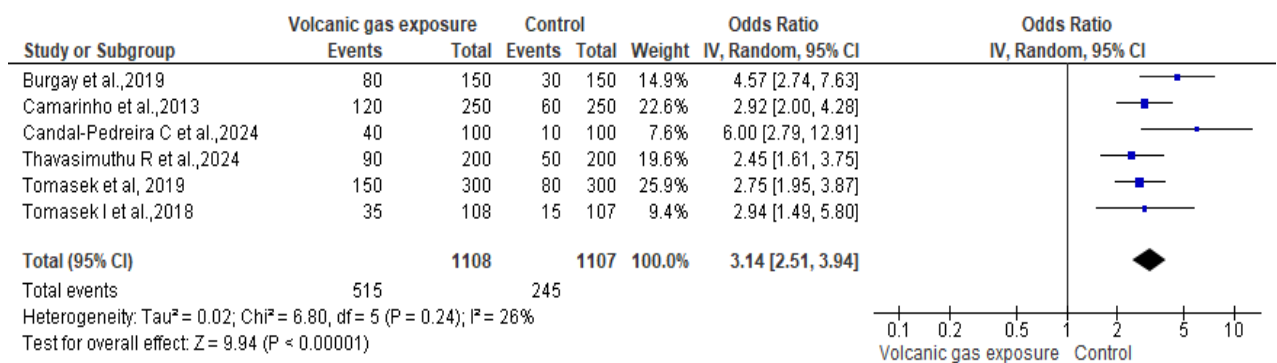 Volcanic gas exposure Control Odds Ratio Odds Ratio
Study or Subgroup Events Total Events Total Weight IV, Random, 95% CI IV, Random, 95% CI
Burgay et al.,2019 80 150 30 150 14.9% 4.57 [2.74, 7.63]
Camarinho et al.,2013 120 250 60 250 22.6% 2.92 [2.00, 4.28]
Candal-Pedreira C et al.,2024 40 100 10 100 7.6% 6.00 [2.79, 12.91]
Thavasimuthu R et al.,2024 90 200 50 200 19.6% 2.45 [1.61, 3.75]
Tomasek et al, 2019 150 300 80 300 25.9% 2.75 [1.95, 3.87]
Tomasek I et al.,2018 35 108 15 107 9.4% 2.94 [1.49, 5.80]
Total (95% CI) 1108 1107 100.0% 3.14 [2.51, 3.94]
Total events 515 245
Heterogeneity: Tau² = 0.02; Chi² = 6.80, df = 5 (P = 0.24); I² = 26%
Test for overall effect: Z = 9.94 (P < 0.00001)
0.1 0.2 0.5 1 2 5 10
Volcanic gas exposure Control